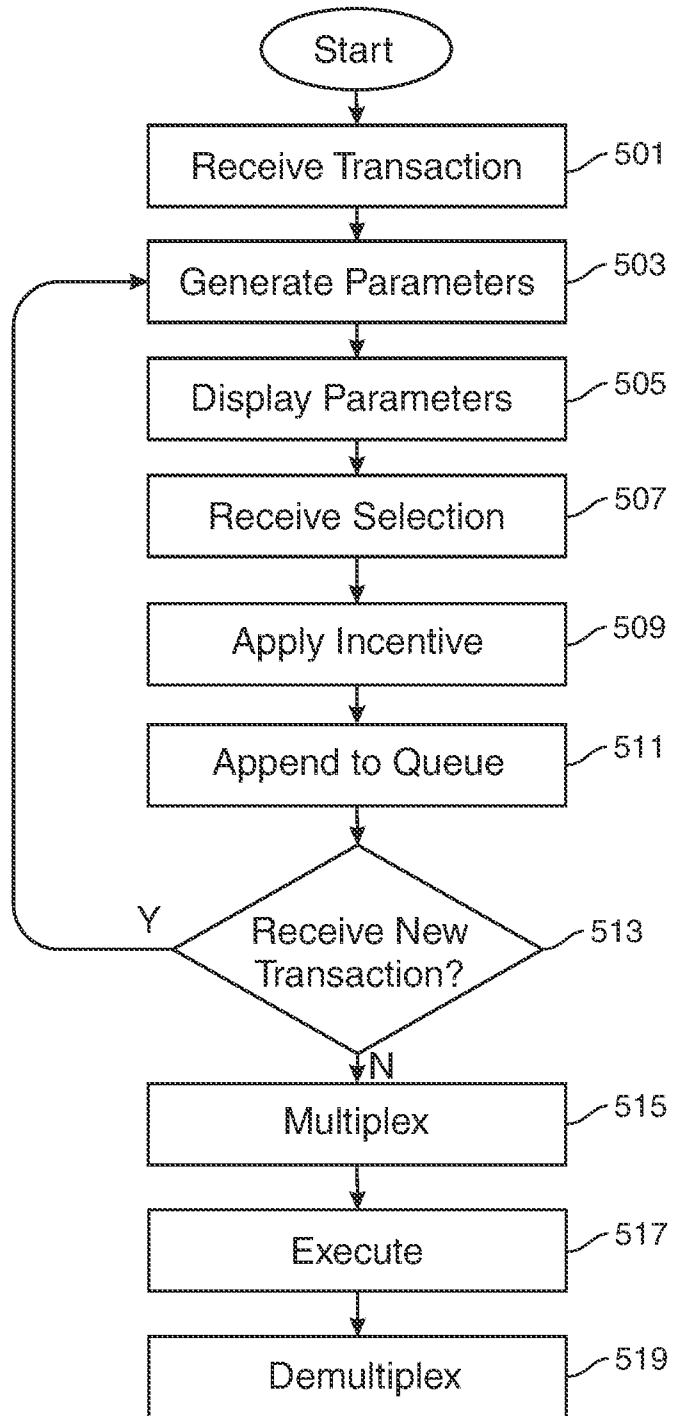 Start
Receive Transaction
501
Generate Parameters
503
Display Parameters
505
Receive Selection
507
Apply Incentive
509
Append to Queue
511
Y
Receive New
Transaction?
513
N
Multiplex
515
Execute
517
Demultiplex
519